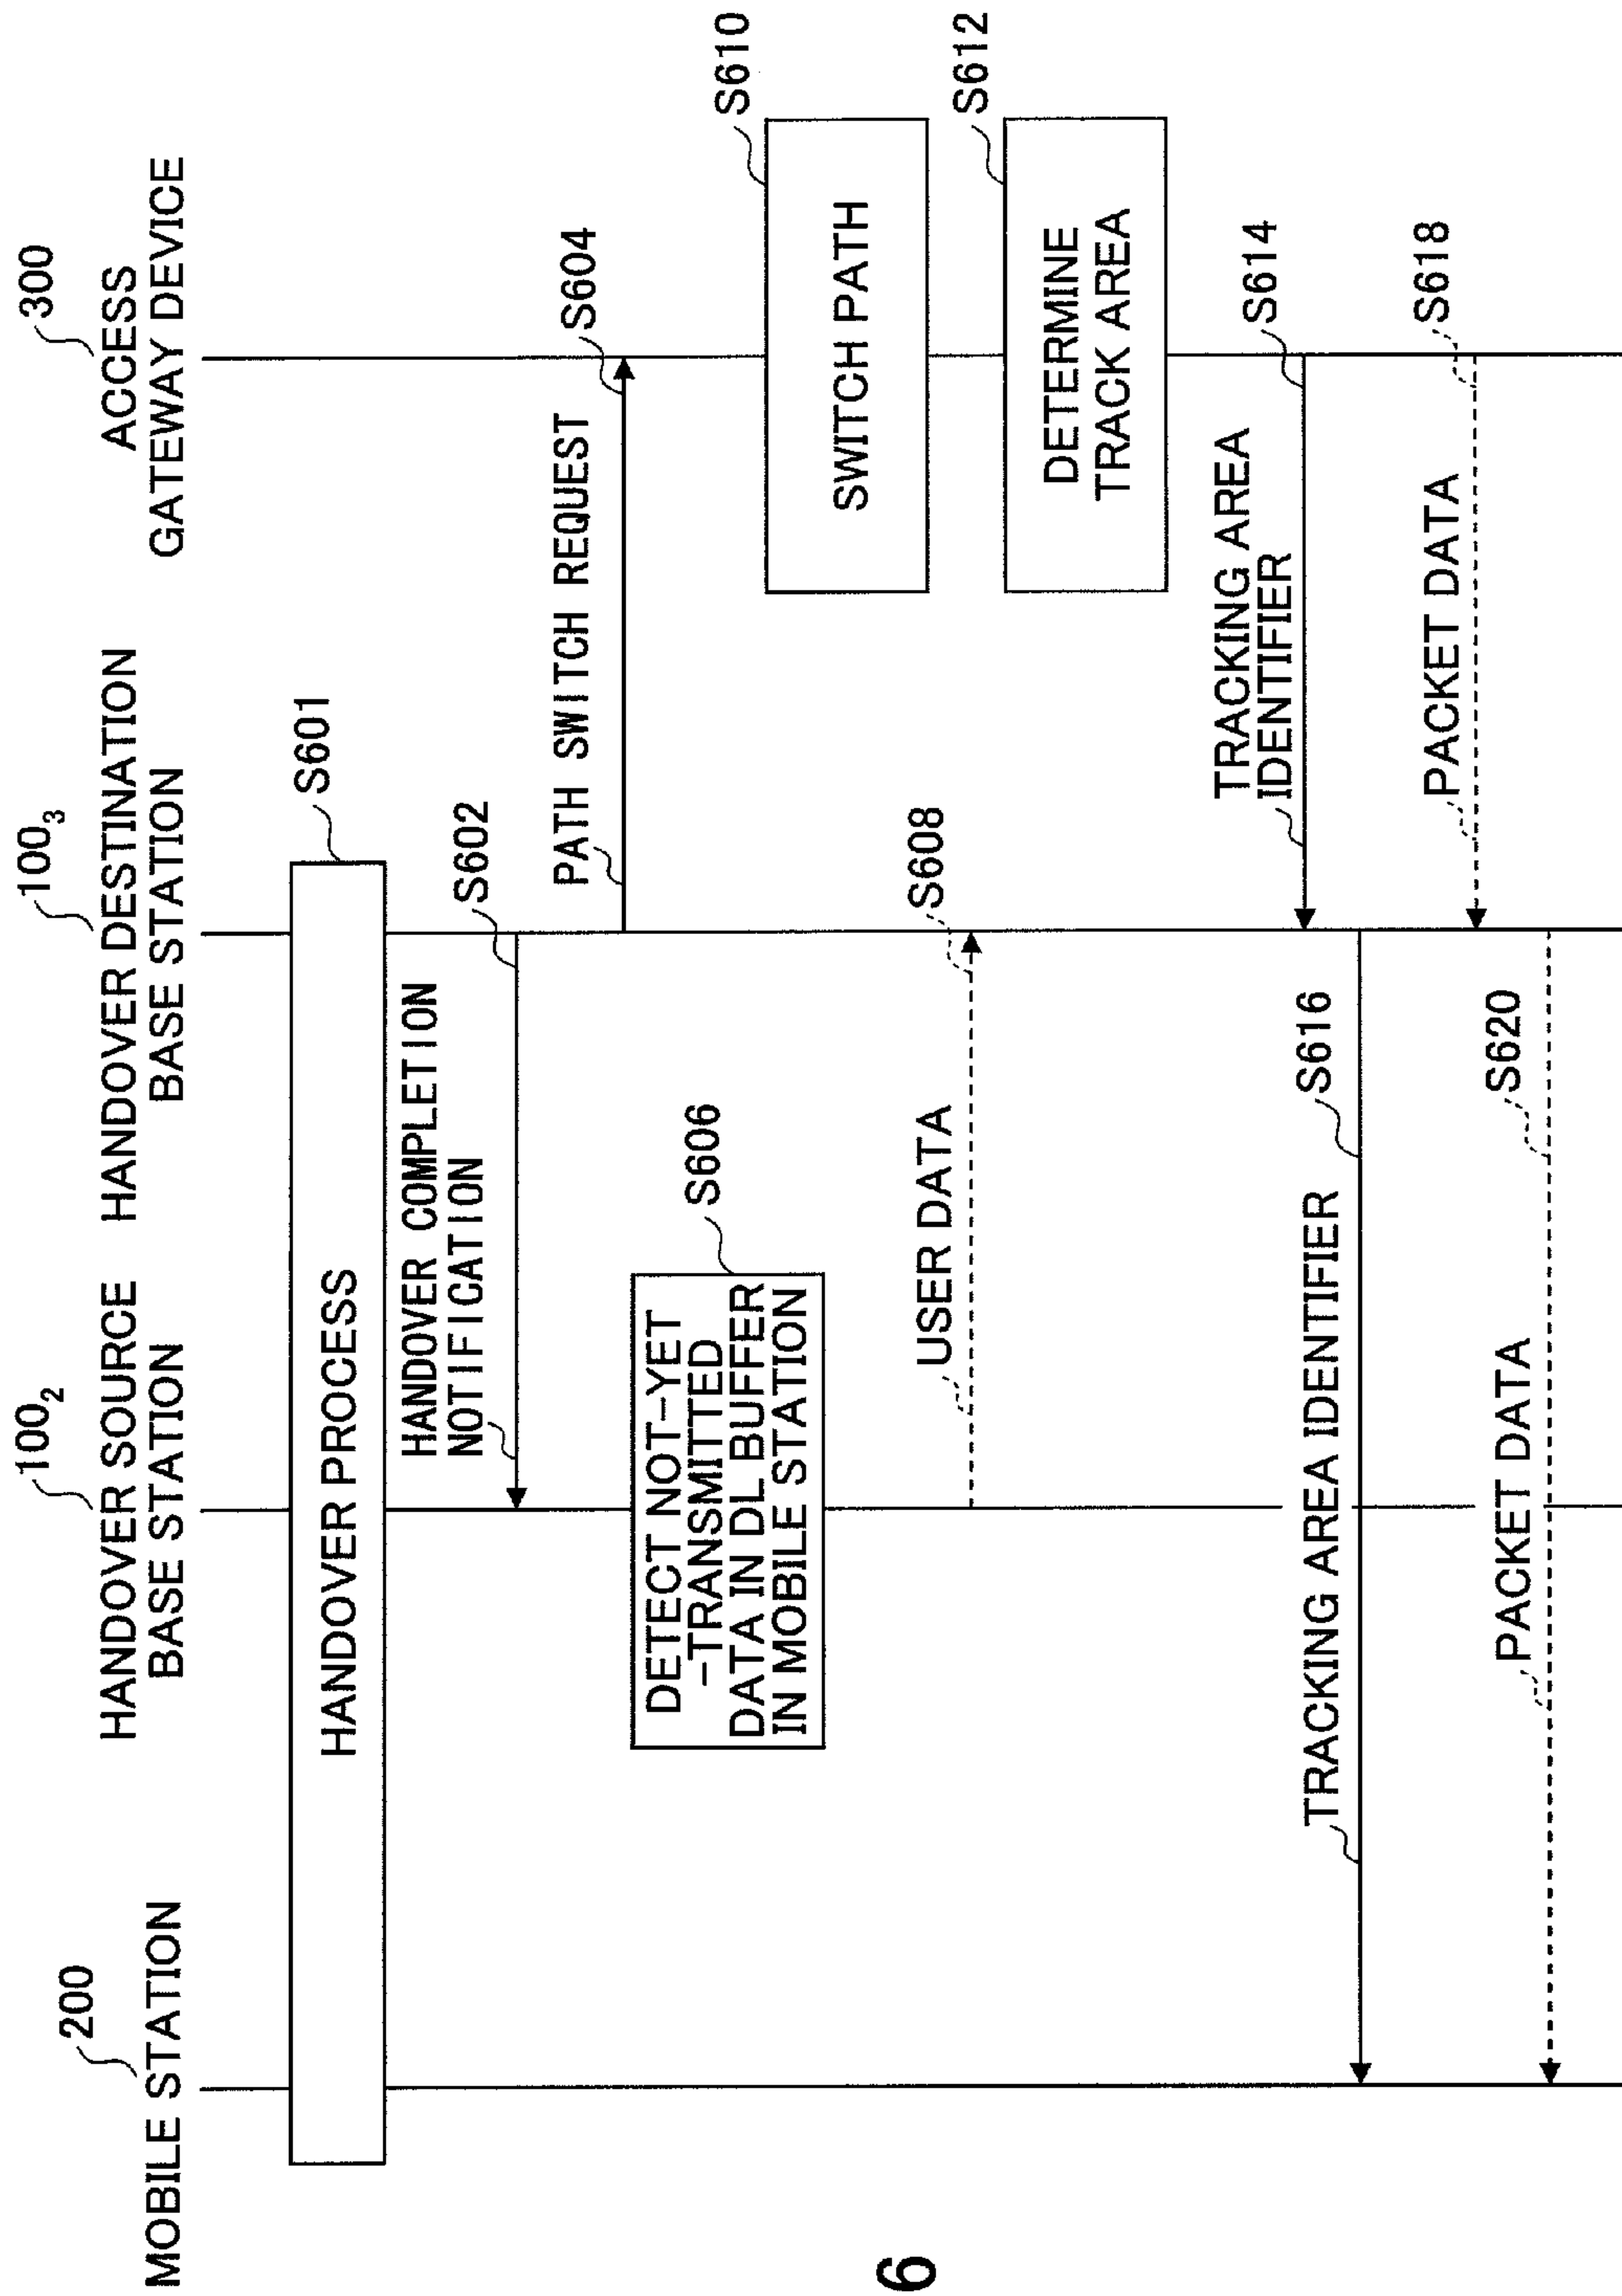 200
MOBILE STATION
100₂
HANDOVER SOURCE
BASE STATION
100₃
HANDOVER DESTINATION
BASE STATION
300
ACCESS
GATEWAY DEVICE
HANDOVER PROCESS
S601
HANDOVER COMPLETION
NOTIFICATION
S602
PATH SWITCH REQUEST
S604
DETECT NOT-YET
-TRANSMITTED
DATA IN DL BUFFER
IN MOBILE STATION
S606
SWITCH PATH
S610
USER DATA
S608
DETERMINE
TRACK AREA
S612
TRACKING AREA
IDENTIFIER
S614
TRACKING AREA IDENTIFIER
S616
PACKET DATA
S618
PACKET DATA
S620
6